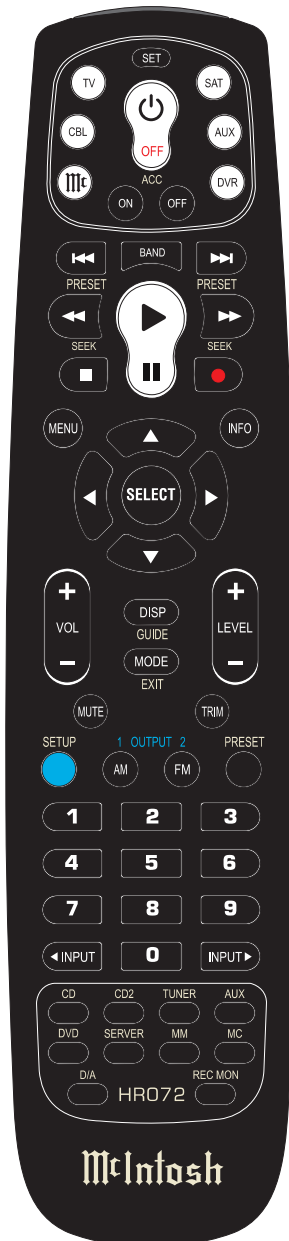 SET
TV
SAT
OFF
CBL
AUX
Mc
ACC
DVR
ON
OFF
BAND
PRESET
PRESET
SEEK
SEEK
MENU
INFO
SELECT
+
+
VOL
DISP
LEVEL
GUIDE
−
MODE
−
EXIT
MUTE
TRIM
SETUP
1 OUTPUT 2
PRESET
AM
FM
1
2
3
4
5
6
7
8
9
INPUT
0
INPUT
CD
CD2
TUNER
AUX
DVD
SERVER
MM
MC
D/A
REC MON
HR072
McIntosh